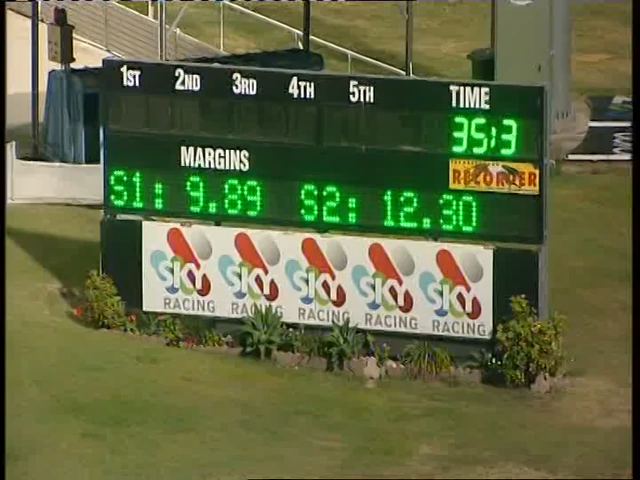 1ST 2ND 3RD 4TH 5TH TIME
35:3
MARGINS
RECORDER
S1: 9.89 S2: 12.30
SKY RACING SKY RACING SKY RACING SKY RACING SKY RACING